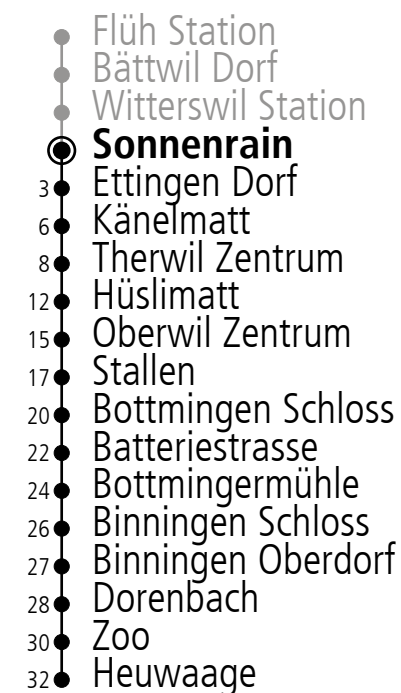 Flüh Station
Bättwil Dorf
Witterswil Station
Sonnenrain
3 Ettingen Dorf
6 Känelmatt
8 Therwil Zentrum
12 Hüslimatt
15 Oberwil Zentrum
17 Stallen
20 Bottmingen Schloss
22 Batteriestrasse
24 Bottmingermühle
26 Binningen Schloss
27 Binningen Oberdorf
28 Dorenbach
30 Zoo
32 Heuwaage